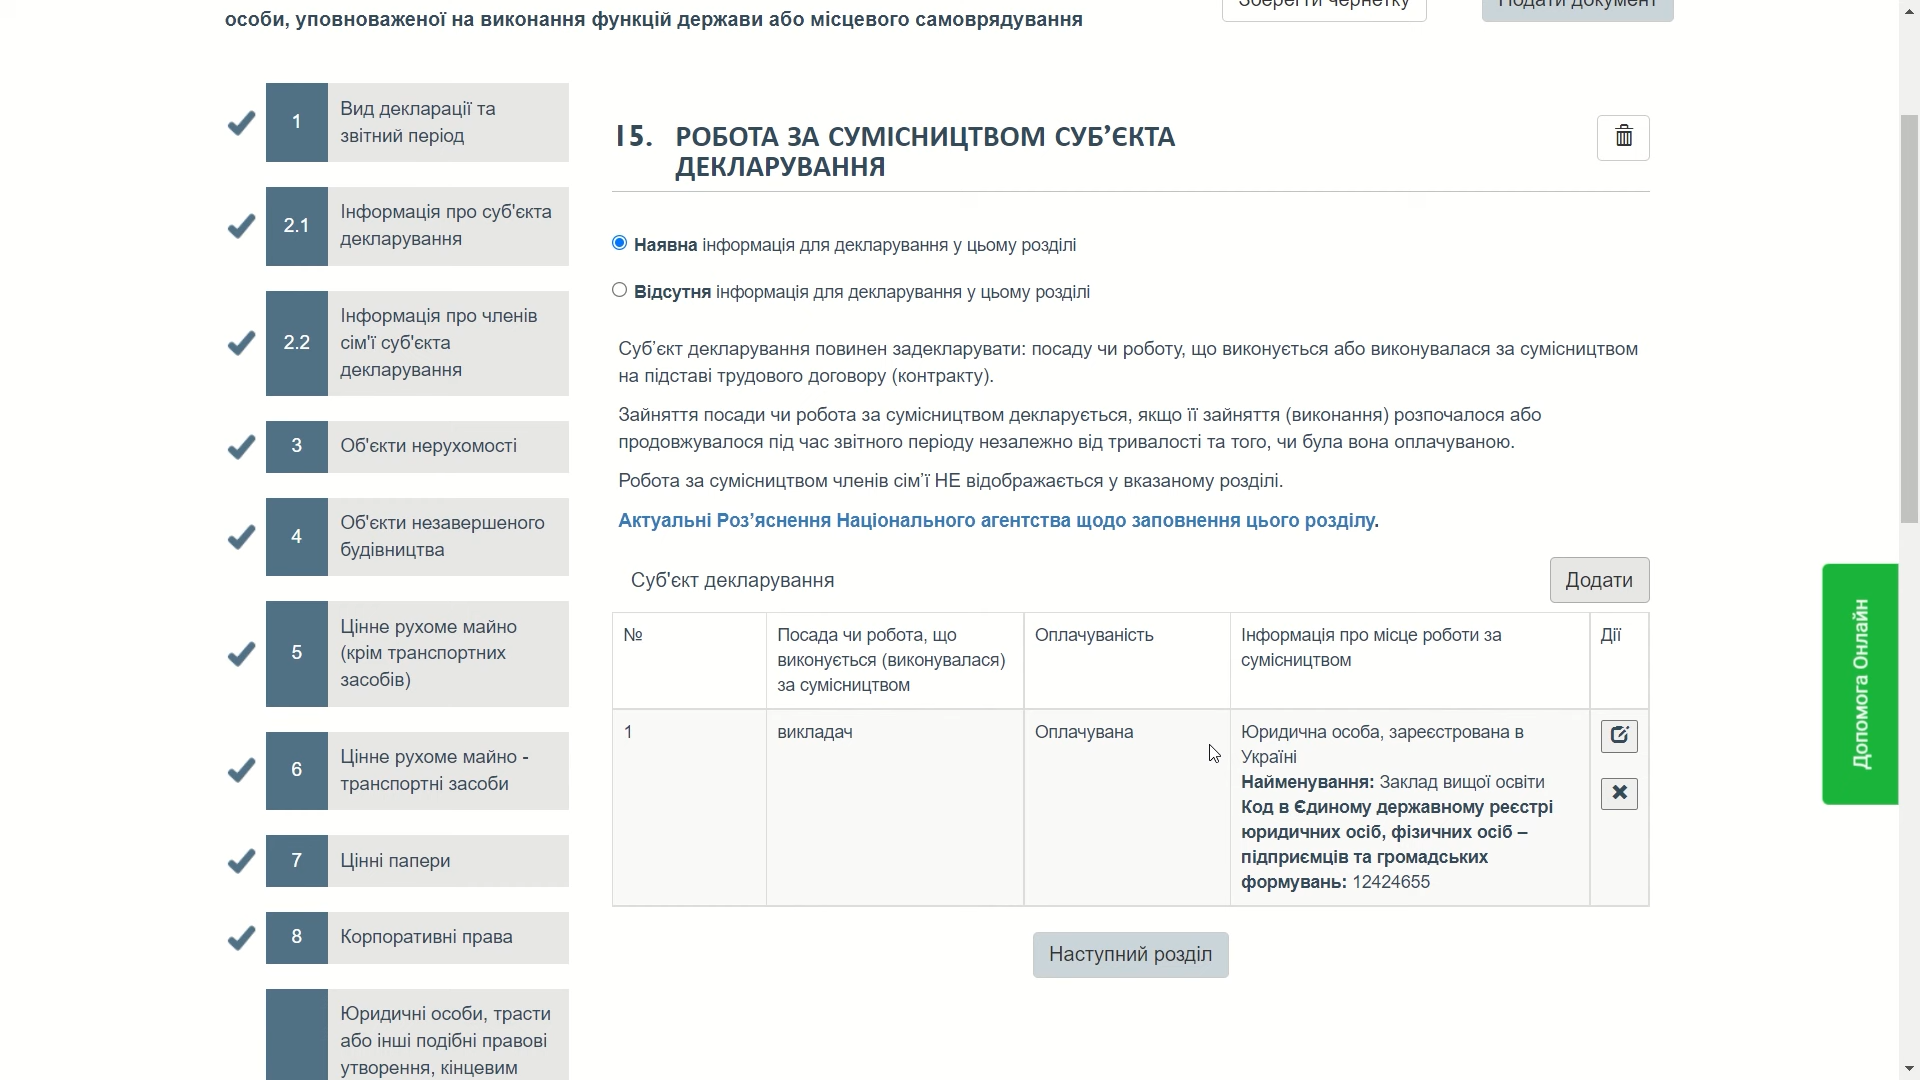 особи, уповноваженої на виконання функцій держави або місцевого самоврядування
Зберегти чернетку
Подати документ
1
Вид декларації та
звітний період
2.1
Інформація про суб'єкта
декларування
2.2
Інформація про членів
сім'ї суб'єкта
декларування
3
Об'єкти нерухомості
4
Об'єкти незавершеного
будівництва
5
Цінне рухоме майно
(крім транспортних
засобів)
6
Цінне рухоме майно -
транспортні засоби
7
Цінні папери
8
Корпоративні права
Юридичні особи, трасти
або інші подібні правові
утворення, кінцевим
15. РОБОТА ЗА СУМІСНИЦТВОМ СУБ’ЄКТА
ДЕКЛАРУВАННЯ
Наявна інформація для декларування у цьому розділі
Відсутня інформація для декларування у цьому розділі
Суб’єкт декларування повинен задекларувати: посаду чи роботу, що виконується або виконувалася за сумісництвом
на підставі трудового договору (контракту).
Зайняття посади чи робота за сумісництвом декларується, якщо її зайняття (виконання) розпочалося або
продовжувалося під час звітного періоду незалежно від тривалості та того, чи була вона оплачуваною.
Робота за сумісництвом членів сім’ї НЕ відображається у вказаному розділі.
Актуальні Роз’яснення Національного агентства щодо заповнення цього розділу.
Суб'єкт декларування
Додати
№
Посада чи робота, що
виконується (виконувалася)
за сумісництвом
Оплачуваність
Інформація про місце роботи за
сумісництвом
Дії
1
викладач
Оплачувана
Юридична особа, зареєстрована в
Україні
Найменування: Заклад вищої освіти
Код в Єдиному державному реєстрі
юридичних осіб, фізичних осіб –
підприємців та громадських
формувань: 12424655
Наступний розділ
Допомога Онлайн